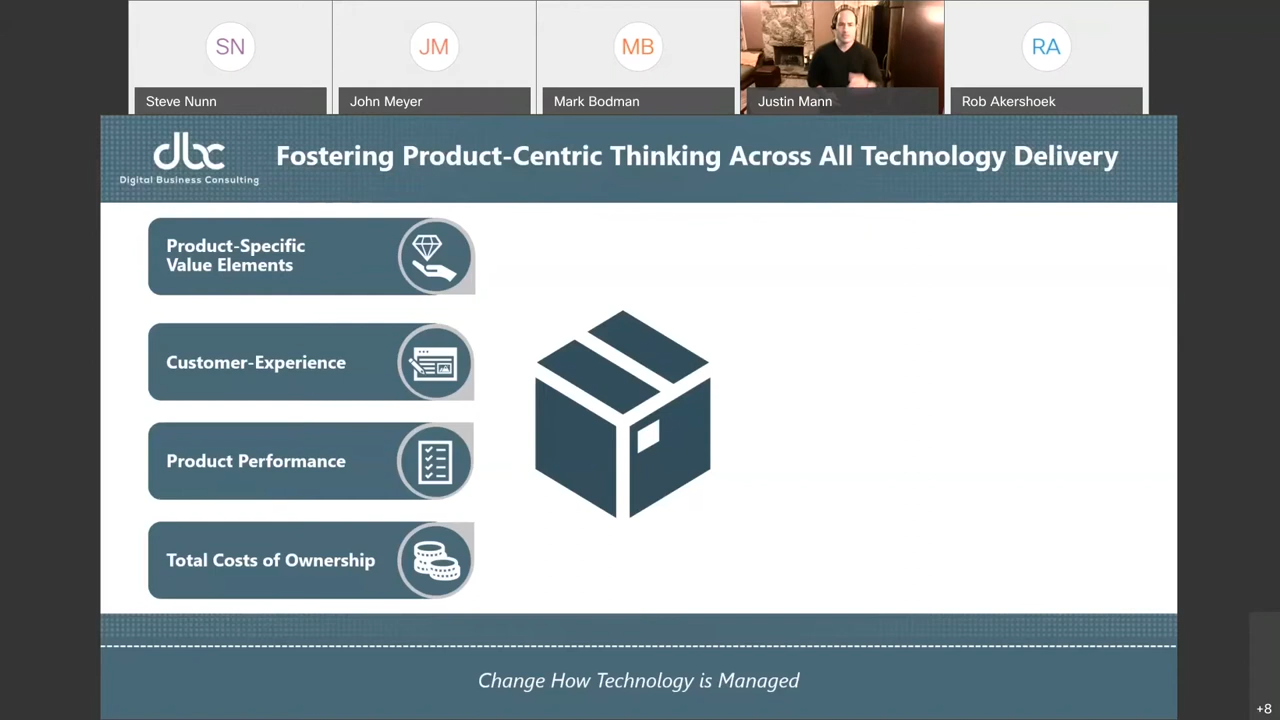 SN
JM
MB
RA
Steve Nunn
John Meyer
Mark Bodman
Justin Mann
Rob Akershoek
dbc
Digital Business Consulting
Fostering Product-Centric Thinking Across All Technology Delivery
Product-Specific
Value Elements
Customer-Experience
Product Performance
Total Costs of Ownership
Change How Technology is Managed
+8